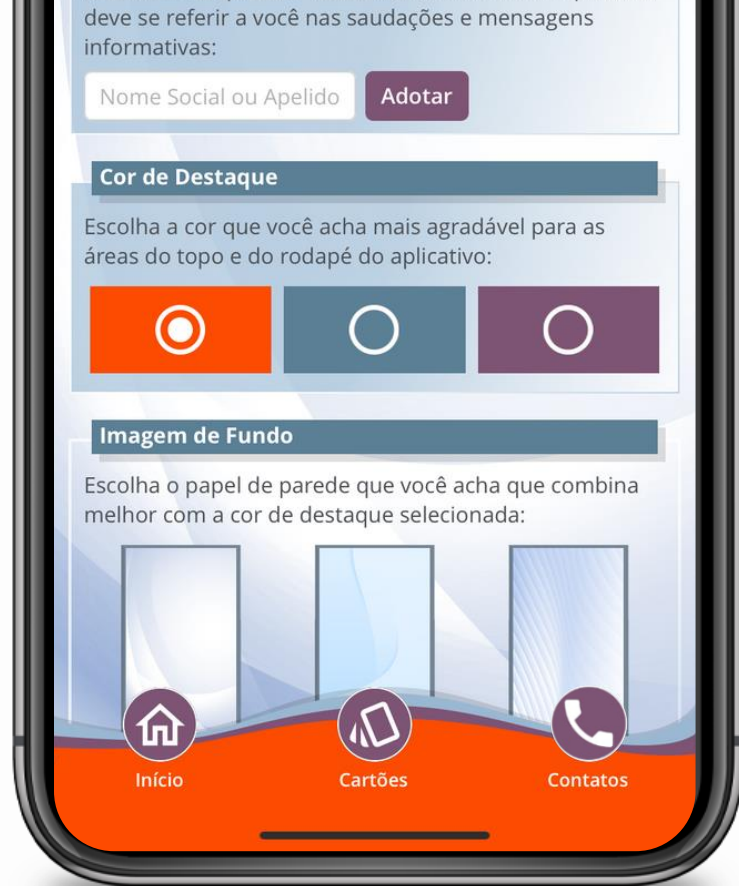 deve se referir a você nas saudações e mensagens
informativas:
Nome Social ou Apelido
Adotar
Cor de Destaque
Escolha a cor que você acha mais agradável para as
áreas do topo e do rodapé do aplicativo:
Imagem de Fundo
Escolha o papel de parede que você acha que combina
melhor com a cor de destaque selecionada:
Início
Cartões
Contatos